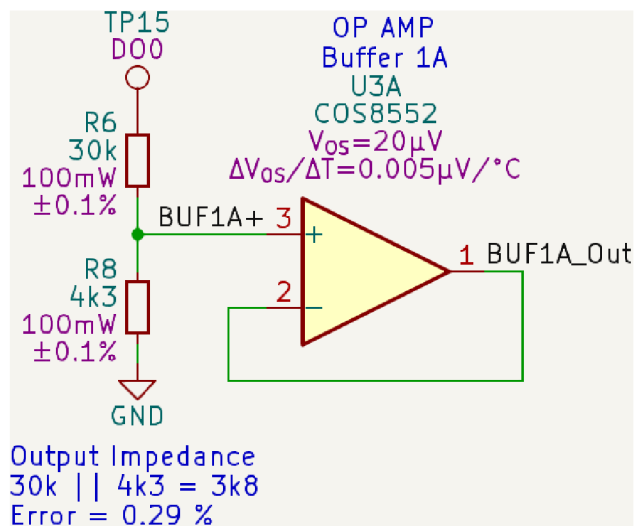 TP15
DO0
OP AMP
Buffer 1A
U3A
COS8552
Vos=20µV
ΔVos/ΔT=0.005µV/°C
R6
30k
100mW
±0.1%
BUF1A+
3
+
1
BUF1A_Out
2
−
R8
4k3
100mW
±0.1%
GND
Output Impedance
30k || 4k3 = 3k8
Error = 0.29 %